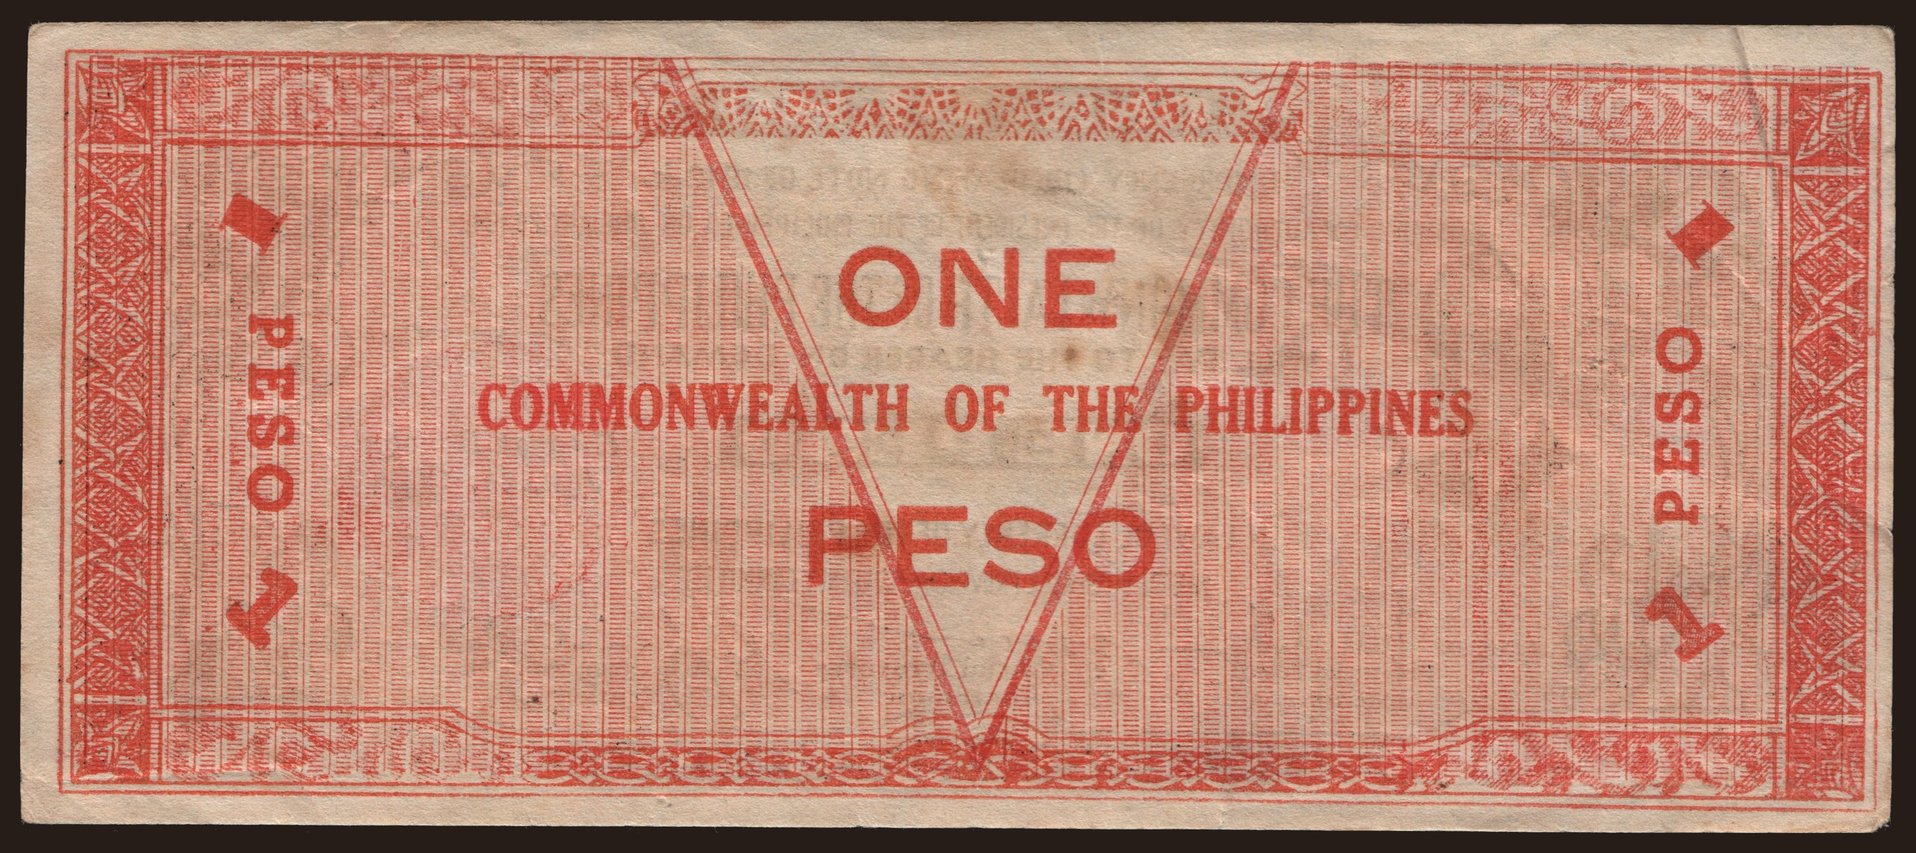 ONE
COMMONWEALTH OF THE PHILIPPINES
PESO
1 PESO 1
1 PESO 1